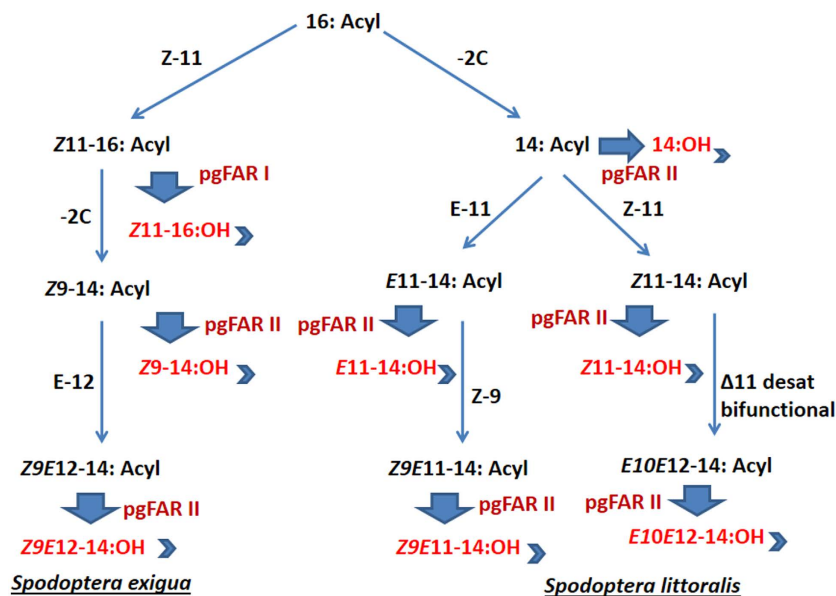 16: Acyl
Z-11
-2C
Z11-16: Acyl
14: Acyl
14:OH
pgFAR I
pgFAR II
E-11
Z-11
-2C
Z11-16:OH
Z9-14: Acyl
E11-14: Acyl
Z11-14: Acyl
pgFAR II
pgFAR II
pgFAR II
Z9-14:OH
E11-14:OH
Z11-14:OH
E-12
Z-9
Δ11 desat
bifunctional
Z9E12-14: Acyl
Z9E11-14: Acyl
E10E12-14: Acyl
pgFAR II
pgFAR II
pgFAR II
Z9E12-14:OH
Z9E11-14:OH
E10E12-14:OH
Spodoptera exigua
Spodoptera littoralis